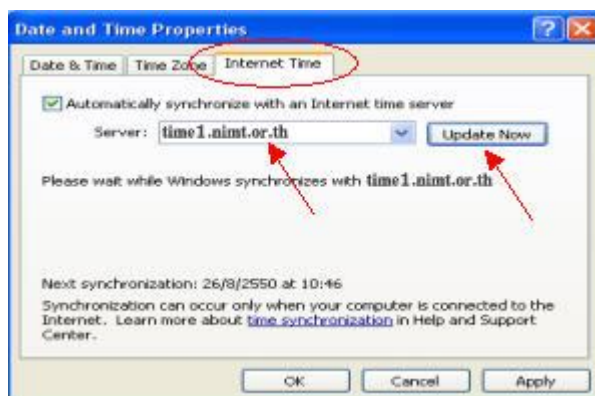 Date and Time Properties
Date & Time Time Zone Internet Time
Automatically synchronize with an Internet time server
Server: time1.nimt.or.th Update Now
Please wait while Windows synchronizes with time1.nimt.or.th
Next synchronization: 26/8/2550 at 10:46
Synchronization can occur only when your computer is connected to the
Internet. Learn more about time synchronization in Help and Support
Center.
OK Cancel Apply